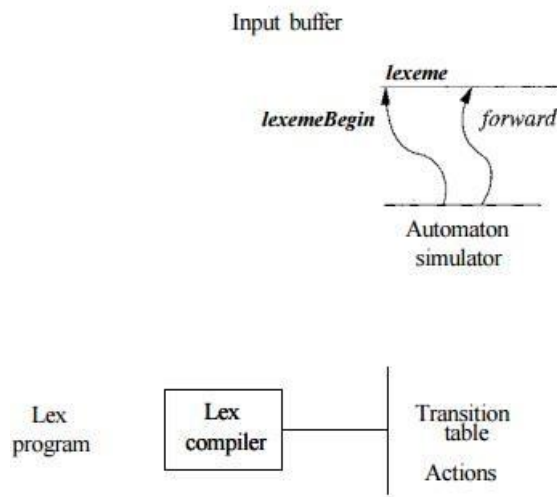 Input buffer
lexeme
lexemeBegin
forward
Automaton
simulator
Lex
program
Lex
compiler
Transition
table
Actions